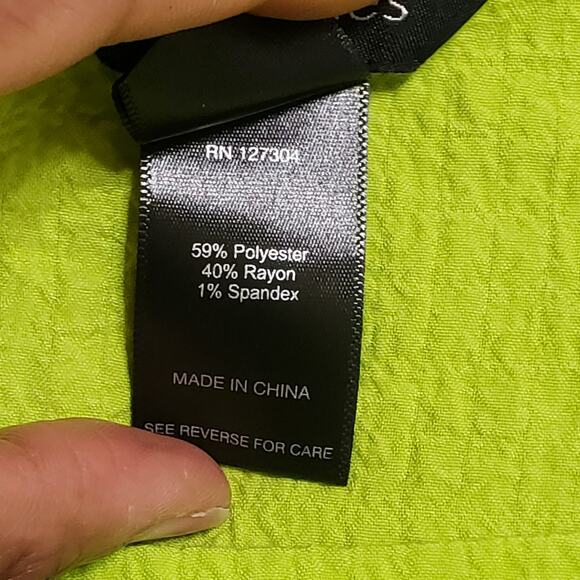 RN 127304
59% Polyester
40% Rayon
1% Spandex
MADE IN CHINA
SEE REVERSE FOR CARE